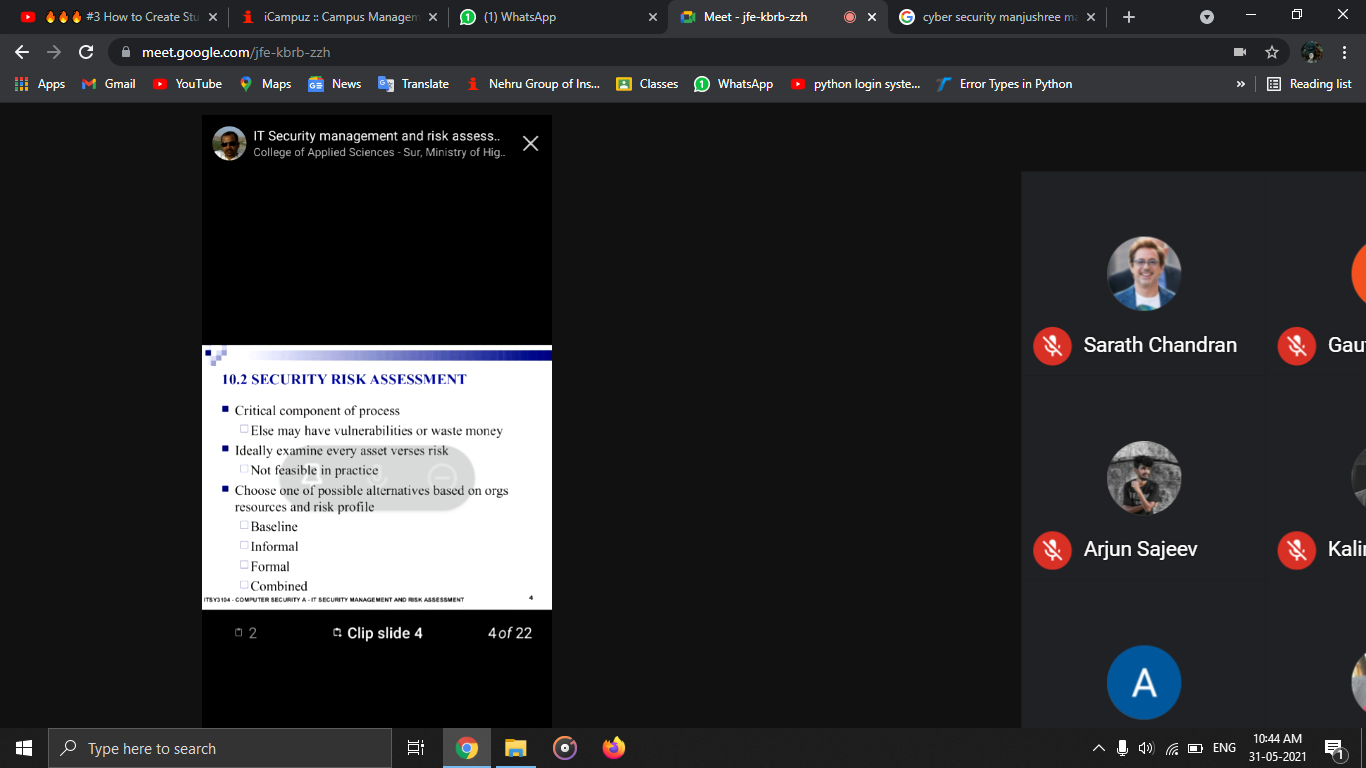 🔥🔥🔥 #3 How to Create Stu
iCampuz :: Campus Managem
(1) WhatsApp
Meet - jfe-kbrb-zzh
cyber security manjushree ma
meet.google.com/jfe-kbrb-zzh
Apps
Gmail
YouTube
Maps
News
Translate
Nehru Group of Ins...
Classes
WhatsApp
python login syste...
Error Types in Python
»
Reading list
IT Security management and risk assess..
College of Applied Sciences - Sur, Ministry of Hig..
10.2 SECURITY RISK ASSESSMENT
Critical component of process
Else may have vulnerabilities or waste money
Ideally examine every asset verses risk
Not feasible in practice
Choose one of possible alternatives based on orgs
resources and risk profile
Baseline
Informal
Formal
Combined
ITSY3104 - COMPUTER SECURITY A - IT SECURITY MANAGEMENT AND RISK ASSESSMENT
4
2
Clip slide 4
4 of 22
Sarath Chandran
Gau
Arjun Sajeev
Kali
A
Type here to search
ENG
10:44 AM
31-05-2021
1